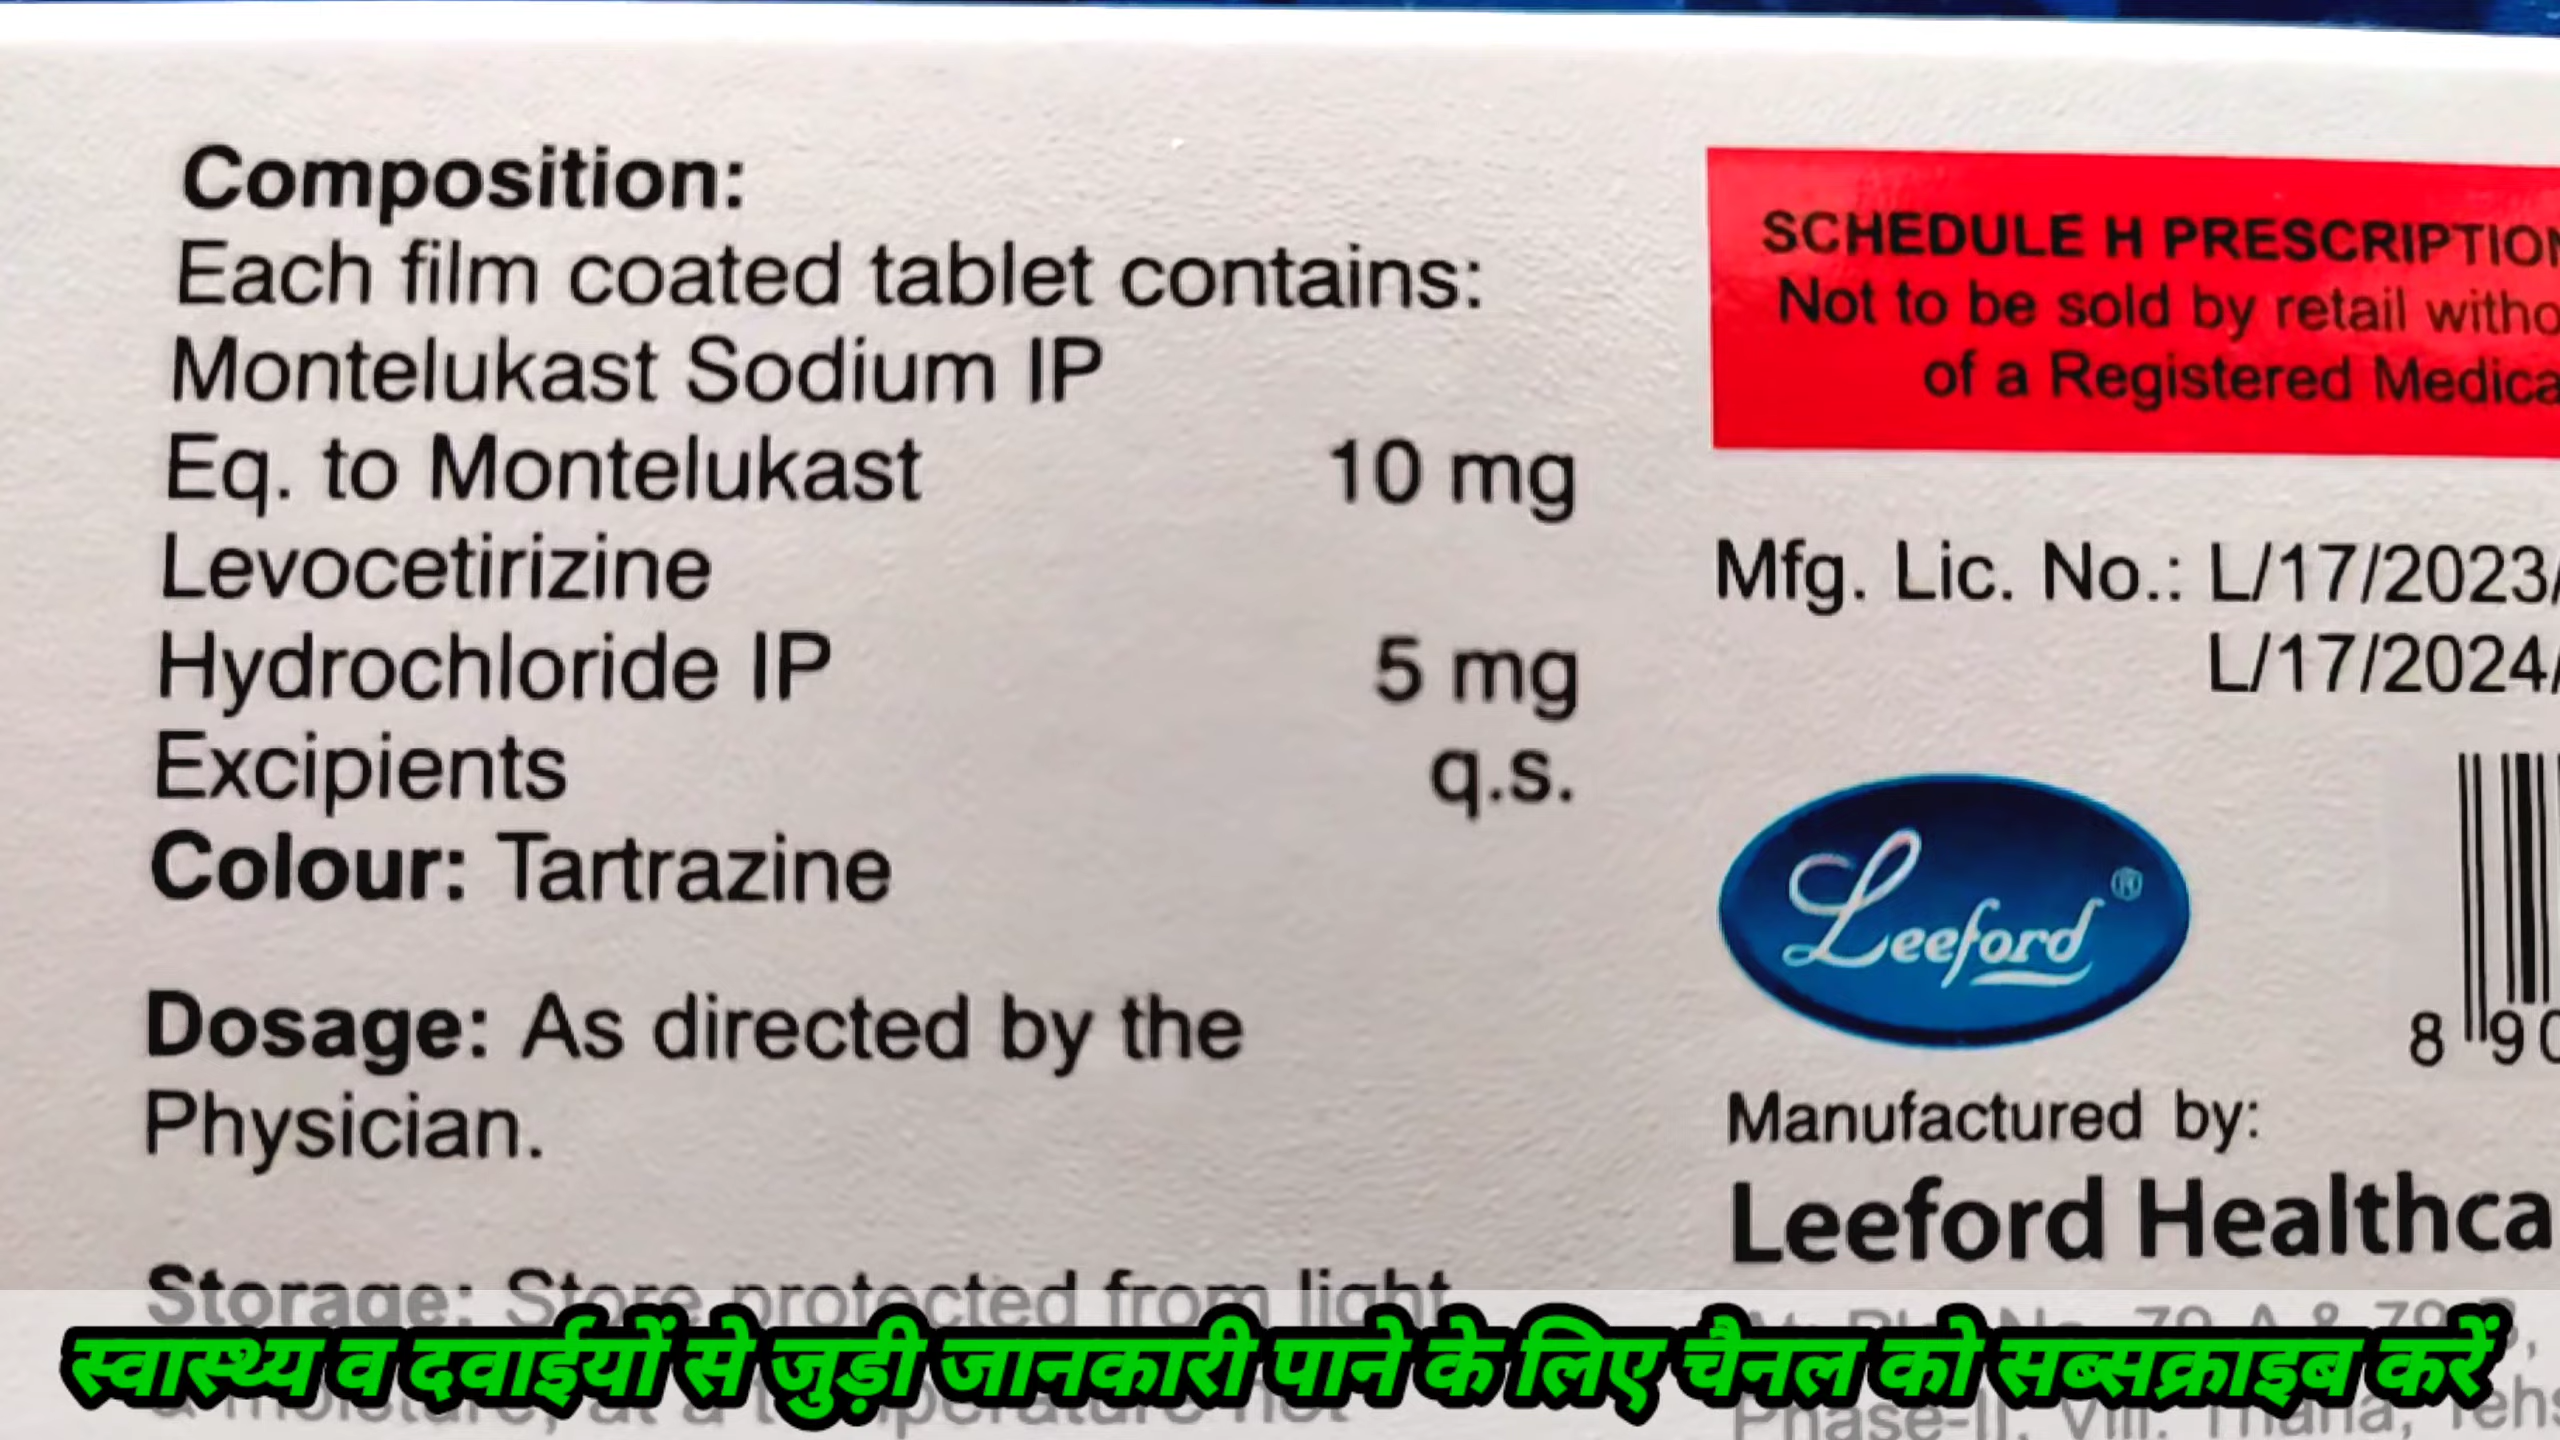 Composition:
Each film coated tablet contains:
Montelukast Sodium IP
Eq. to Montelukast 10 mg
Levocetirizine
Hydrochloride IP 5 mg
Excipients q.s.
Colour: Tartrazine
Dosage: As directed by the
Physician.
Storage: Store protected from light
SCHEDULE H PRESCRIPTION
Not to be sold by retail
of a Registered
Mfg. Lic. No.: L/17/2023/
L/17/2024/
Leeford®
8 90
Manufactured by:
Leeford
स्वास्थ्य व दवाईयों से जुड़ी जानकारी पाने के लिए चैनल को सब्सक्राइब करें